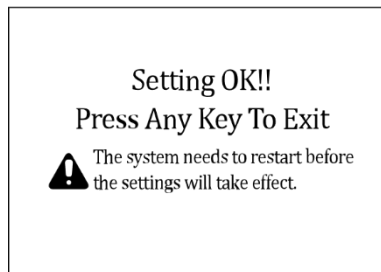 Setting OK!!
Press Any Key To Exit
The system needs to restart before
the settings will take effect.